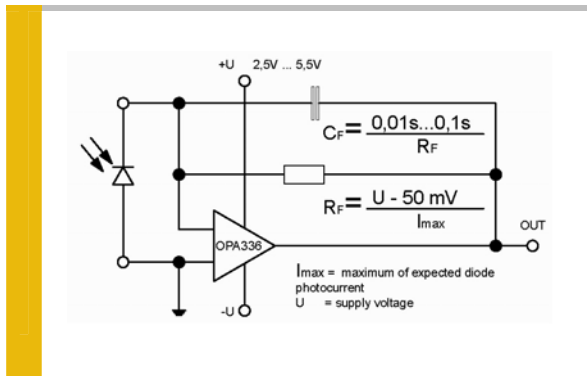 +U 2,5V ... 5,5V
CF= 0,01s...0,1s
RF
RF= U - 50 mV
Imax
OUT
OPA336
Imax = maximum of expected diode
photocurrent
U = supply voltage
-U